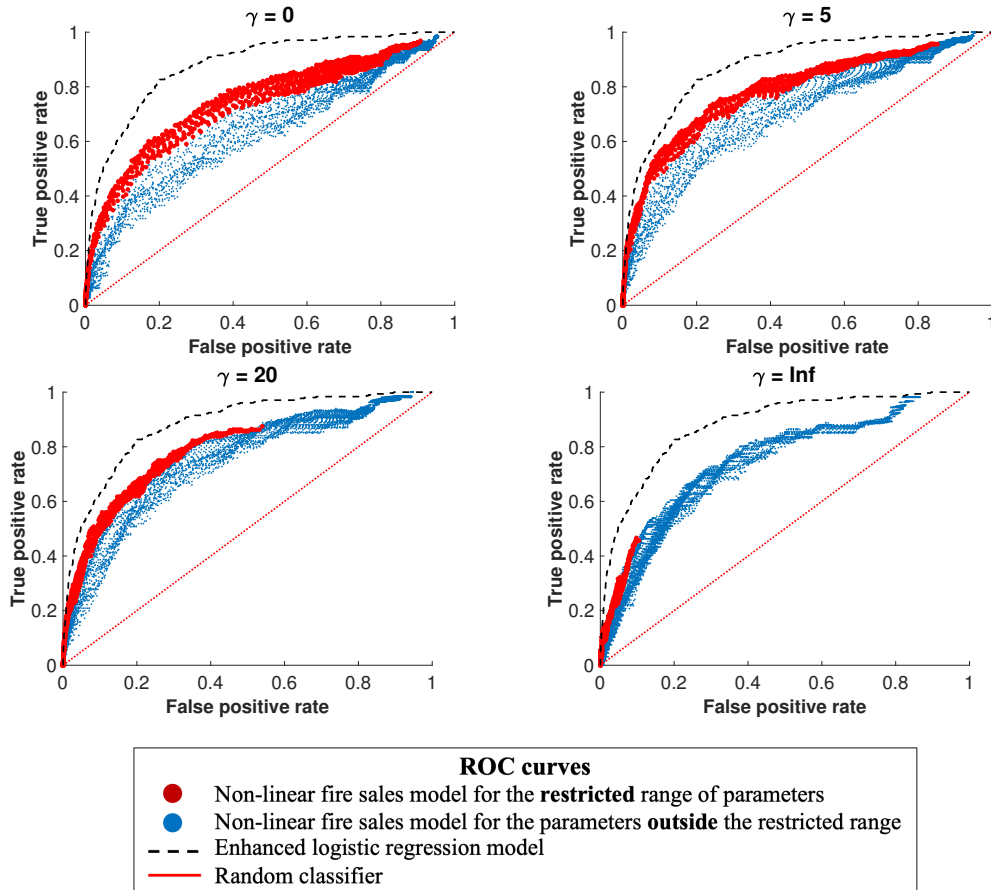 γ = 0
1
0.8
0.6
0.4
0.2
0
True positive rate
0
0.2
0.4
0.6
0.8
1
False positive rate
γ = 5
1
0.8
0.6
0.4
0.2
0
True positive rate
0
0.2
0.4
0.6
0.8
1
False positive rate
γ = 20
1
0.8
0.6
0.4
0.2
0
True positive rate
0
0.2
0.4
0.6
0.8
1
False positive rate
γ = Inf
1
0.8
0.6
0.4
0.2
0
True positive rate
0
0.2
0.4
0.6
0.8
1
False positive rate
ROC curves
Non-linear fire sales model for the restricted range of parameters
Non-linear fire sales model for the parameters outside the restricted range
Enhanced logistic regression model
Random classifier